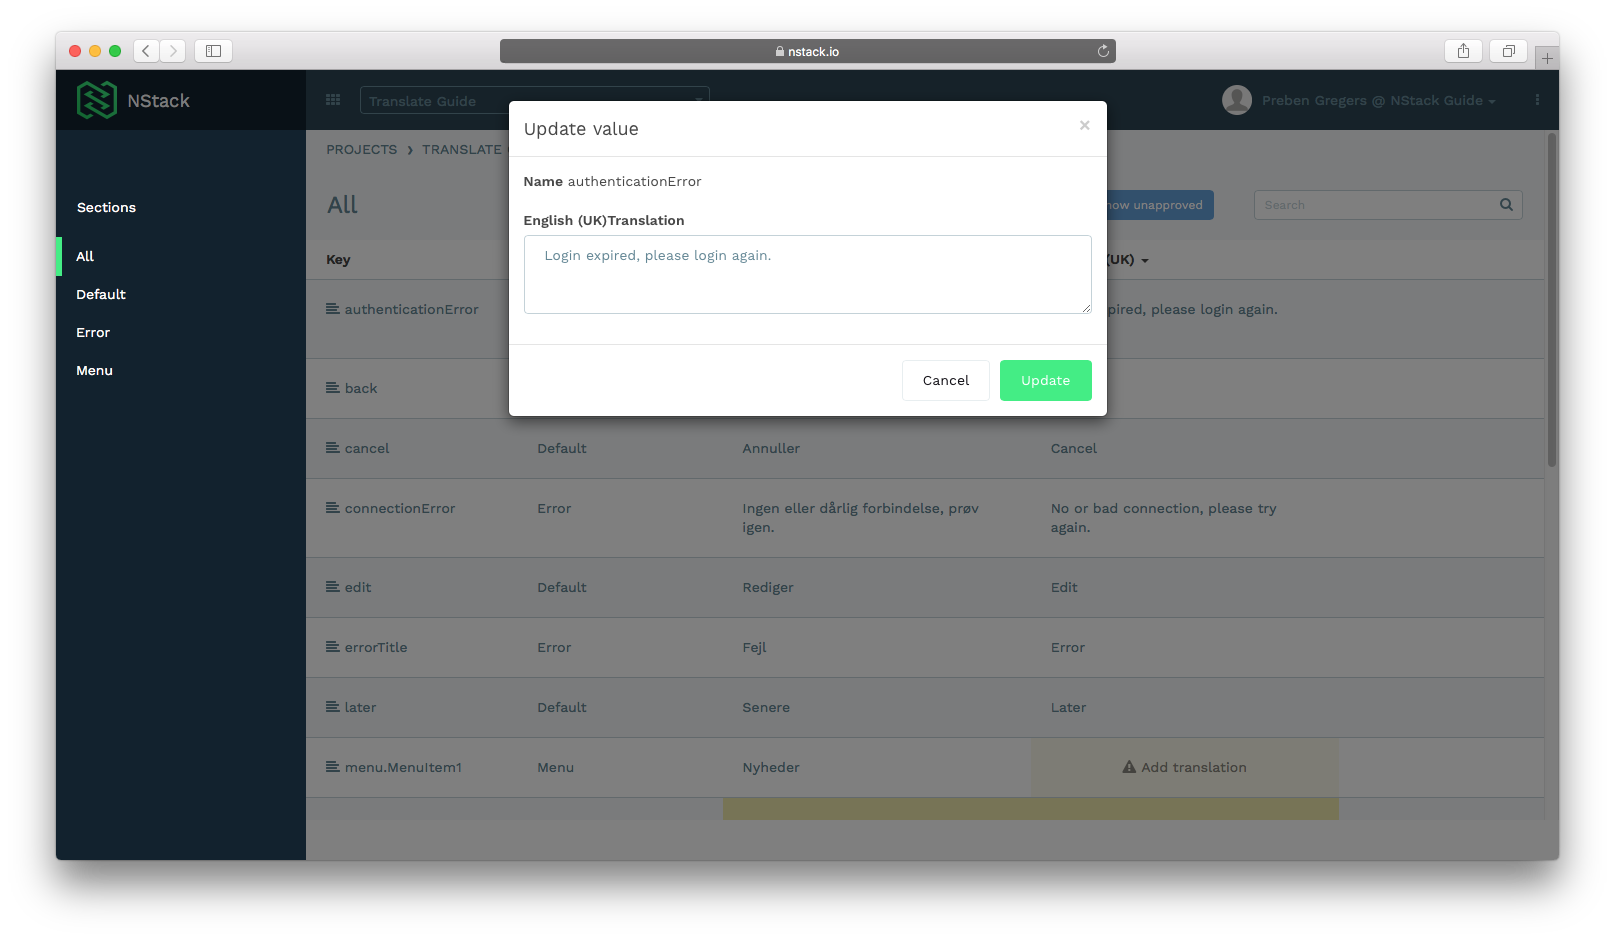 nstack.io
NStack
Translate Guide
Preben Gregers @ NStack Guide
Update value
×
PROJECTS › TRANSLATE
Name authenticationError
Sections
All
English (UK)Translation
unapproved
Search
Login expired, please login again.
All
Key
(UK)
Default
authenticationError
please login again.
Error
Menu
Cancel
Update
back
cancel Default Annuller Cancel
connectionError Error Ingen eller dårlig forbindelse, prøv
igen.
No or bad connection, please try
again.
edit Default Rediger Edit
errorTitle Error Fejl Error
later Default Senere Later
menu.MenuItem1 Menu Nyheder Add translation